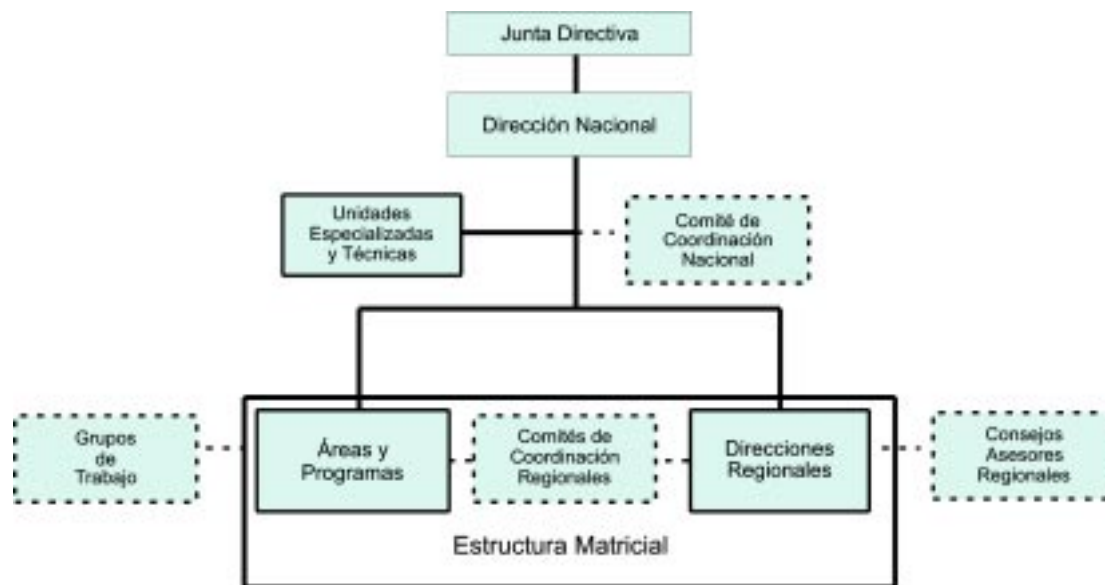 Junta Directiva
Dirección Nacional
Unidades
Especializadas
y Técnicas
Comité de
Coordinación
Nacional
Grupos
de
Trabajo
Áreas y
Programas
Comités de
Coordinación
Regionales
Direcciones
Regionales
Consejos
Asesores
Regionales
Estructura Matricial